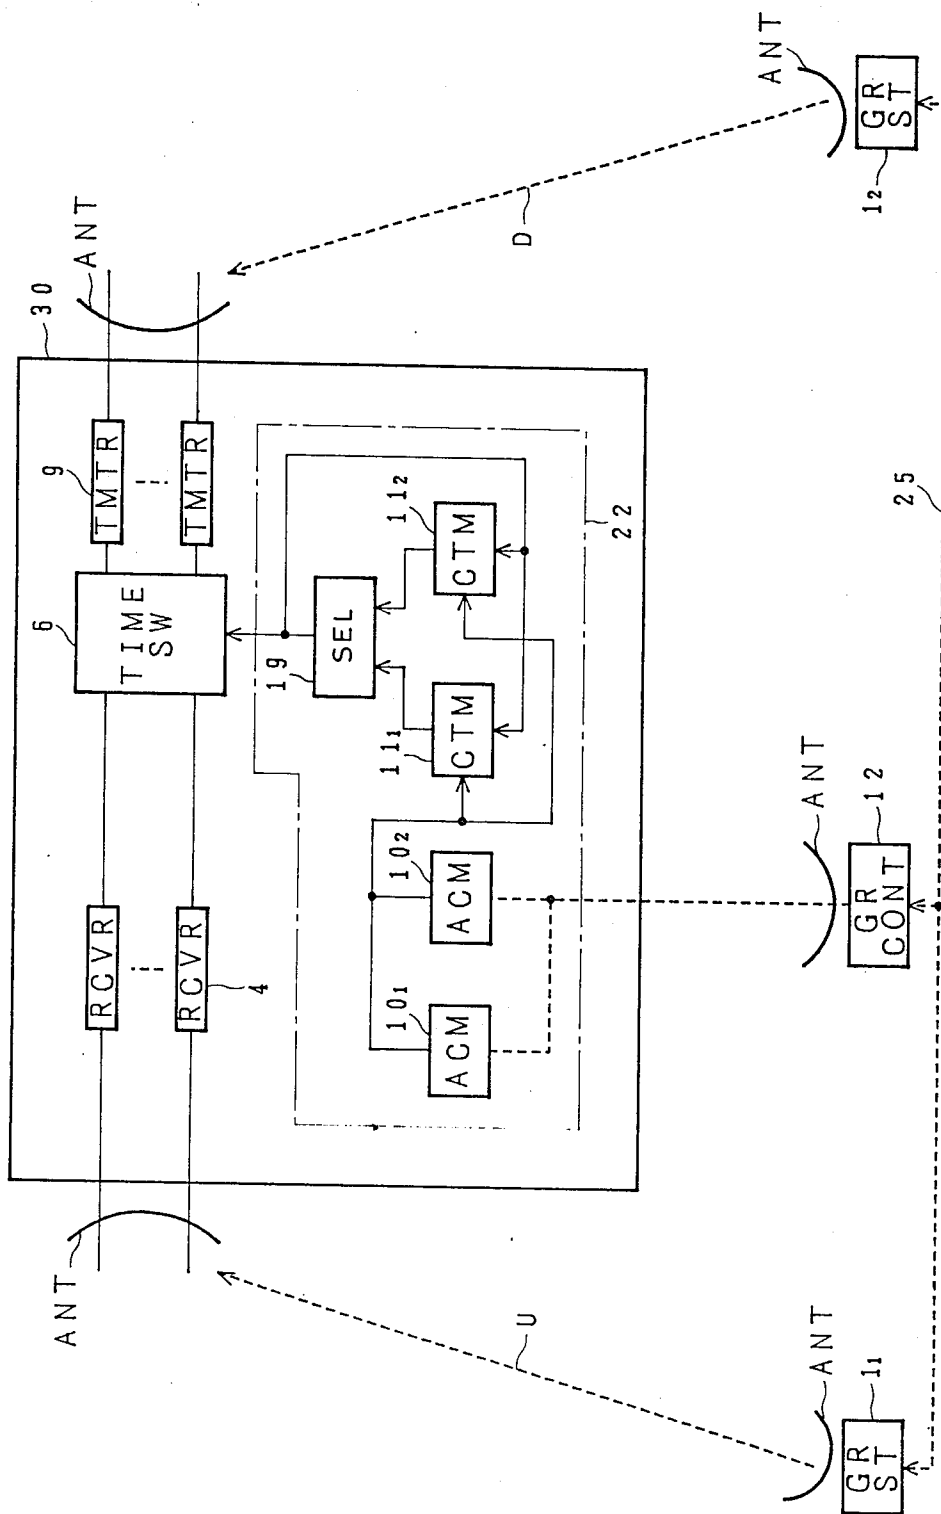 30
ANT
ANT
RCVR
RCVR
4
6
TIME
SW
9
TMTR
TMTR
19
SEL
10₁
ACM
10₂
ACM
11₁
CTM
11₂
CTM
22
U
D
ANT
GR
ST
1₁
ANT
GR
CONT
12
ANT
GR
ST
1₂
25